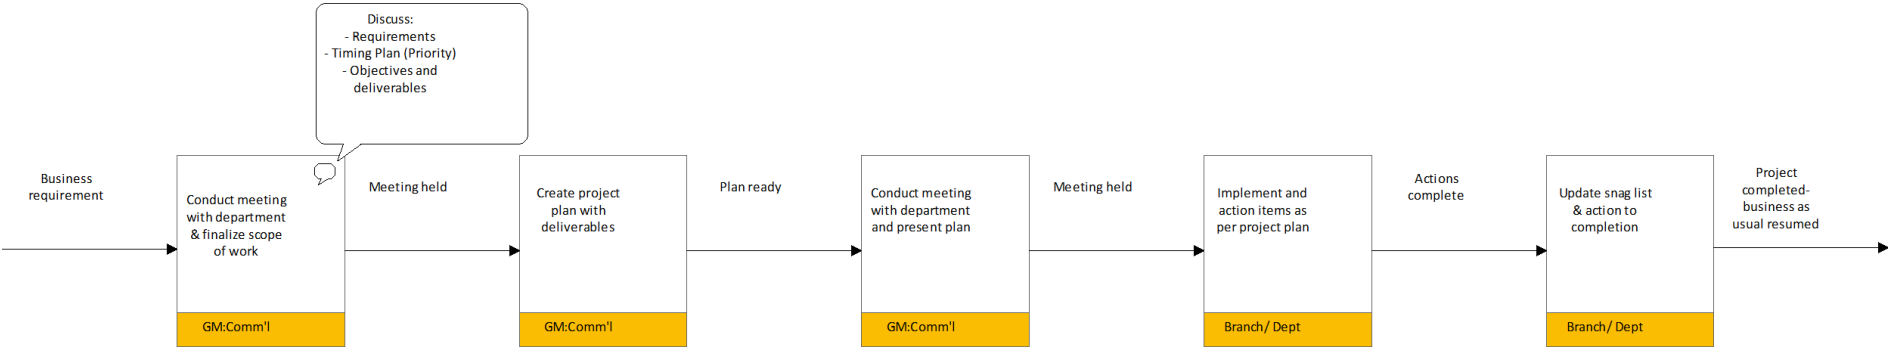 Discuss:
- Requirements
- Timing Plan (Priority)
- Objectives and
deliverables
Business
requirement
Conduct meeting
with department
& finalize scope
of work
GM:Comm'l
Meeting held
Create project
plan with
deliverables
GM:Comm'l
Plan ready
Conduct meeting
with department
and present plan
GM:Comm'l
Meeting held
Implement and
action items as
per project plan
Branch/ Dept
Actions
complete
Update snag list
& action to
completion
Branch/ Dept
Project
completed-
business as
usual resumed